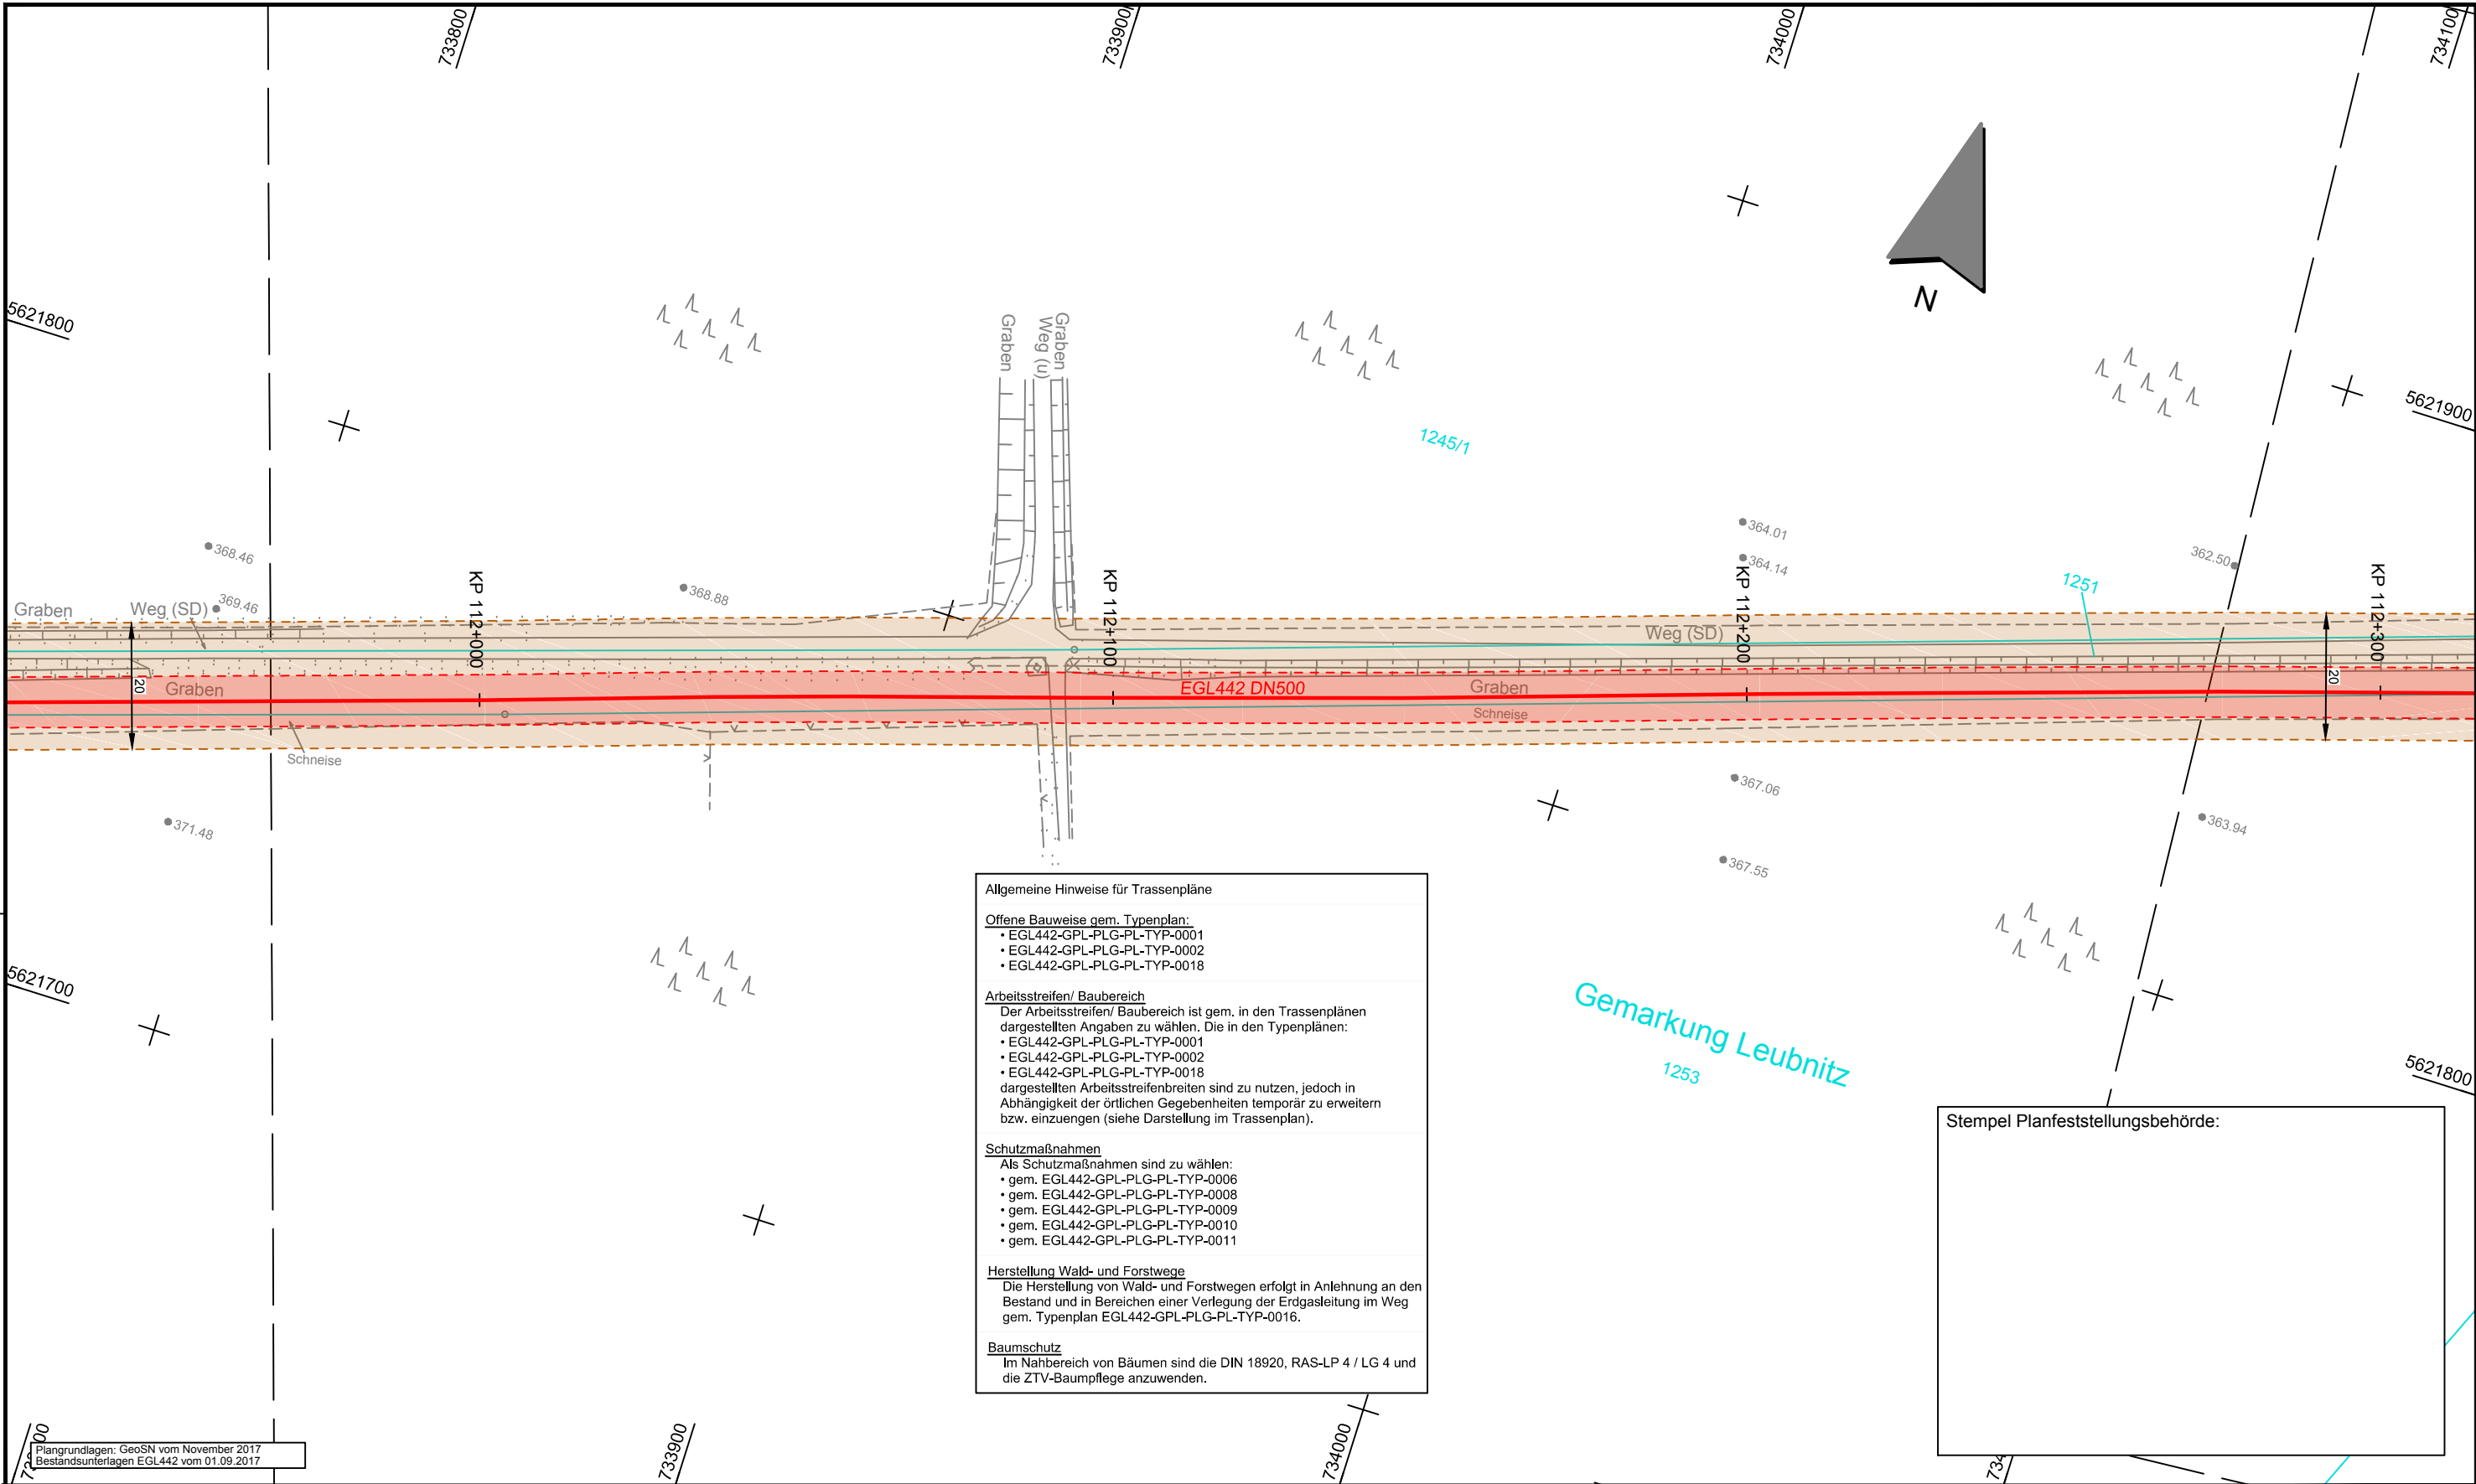 733800
733900
734000
734100
N
5621800
5621900
Graben
Weg (u)
Graben
1245/1
364.01
364.14
362.50
368.46
369.46
368.88
1251
KP 112+000
KP 112+100
KP 112+200
KP 112+300
Graben
Weg (SD)
Weg (SD)
20
Graben
EGL442 DN500
Graben
20
Schneise
Schneise
371.48
367.06
367.55
363.94
5621700
Gemarkung Leubnitz
1253
5621800
Allgemeine Hinweise für Trassenpläne
Offene Bauweise gem. Typenplan:
• EGL442-GPL-PLG-PL-TYP-0001
• EGL442-GPL-PLG-PL-TYP-0002
• EGL442-GPL-PLG-PL-TYP-0018
Arbeitsstreifen/ Baubereich
Der Arbeitsstreifen/ Baubereich ist gem. in den Trassenplänen
dargestellten Angaben zu wählen. Die in den Typenplänen:
• EGL442-GPL-PLG-PL-TYP-0001
• EGL442-GPL-PLG-PL-TYP-0002
• EGL442-GPL-PLG-PL-TYP-0018
dargestellten Arbeitsstreifenbreiten sind zu nutzen, jedoch in
Abhängigkeit der örtlichen Gegebenheiten temporär zu erweitern
bzw. einzuengen (siehe Darstellung im Trassenplan).
Schutzmaßnahmen
Als Schutzmaßnahmen sind zu wählen:
• gem. EGL442-GPL-PLG-PL-TYP-0006
• gem. EGL442-GPL-PLG-PL-TYP-0008
• gem. EGL442-GPL-PLG-PL-TYP-0009
• gem. EGL442-GPL-PLG-PL-TYP-0010
• gem. EGL442-GPL-PLG-PL-TYP-0011
Herstellung Wald- und Forstwege
Die Herstellung von Wald- und Forstwegen erfolgt in Anlehnung an den
Bestand und in Bereichen einer Verlegung der Erdgasleitung im Weg
gem. Typenplan EGL442-GPL-PLG-PL-TYP-0016.
Baumschutz
Im Nahbereich von Bäumen sind die DIN 18920, RAS-LP 4 / LG 4 und
die ZTV-Baumpflege anzuwenden.
Stempel Planfeststellungsbehörde:
Plangrundlagen: GeoSN vom November 2017
Bestandsunterlagen EGL442 vom 01.09.2017
733900
734000